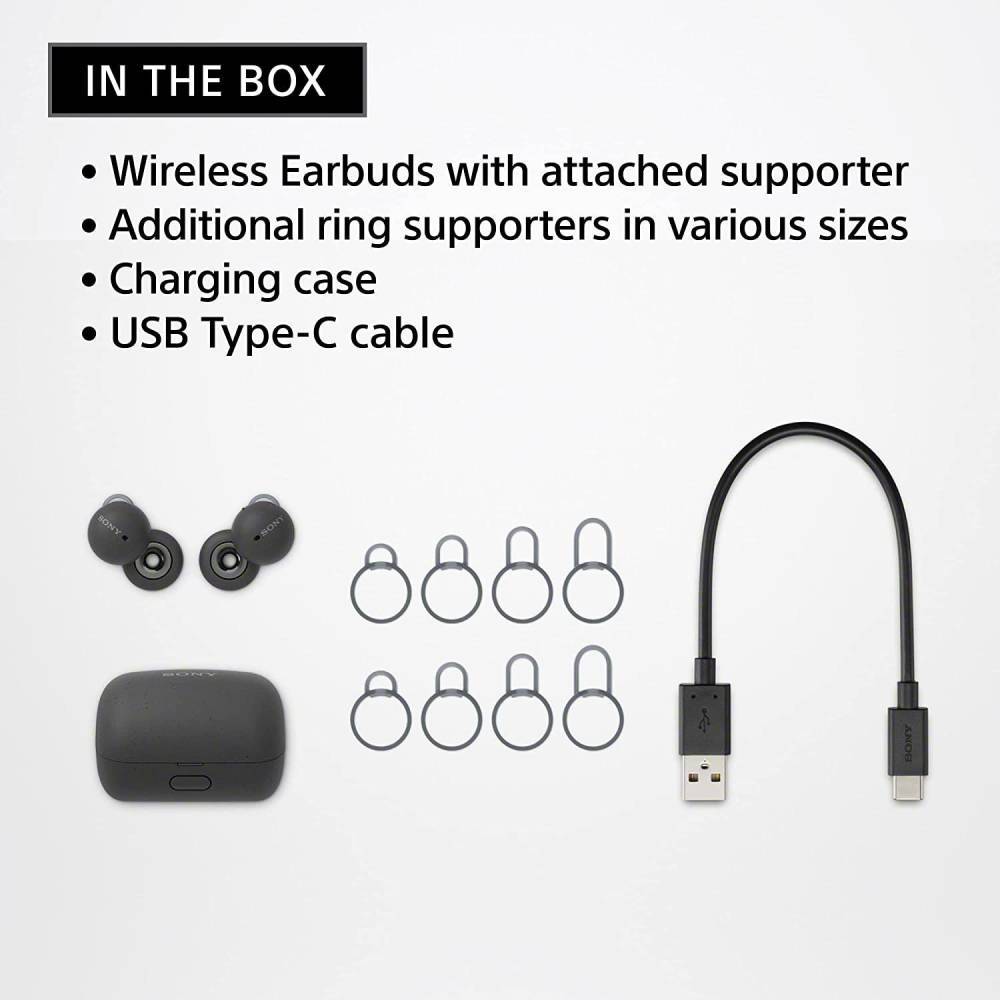 IN THE BOX
• Wireless Earbuds with attached supporter
• Additional ring supporters in various sizes
• Charging case
• USB Type-C cable
SONY
SONY
SONY
SONY